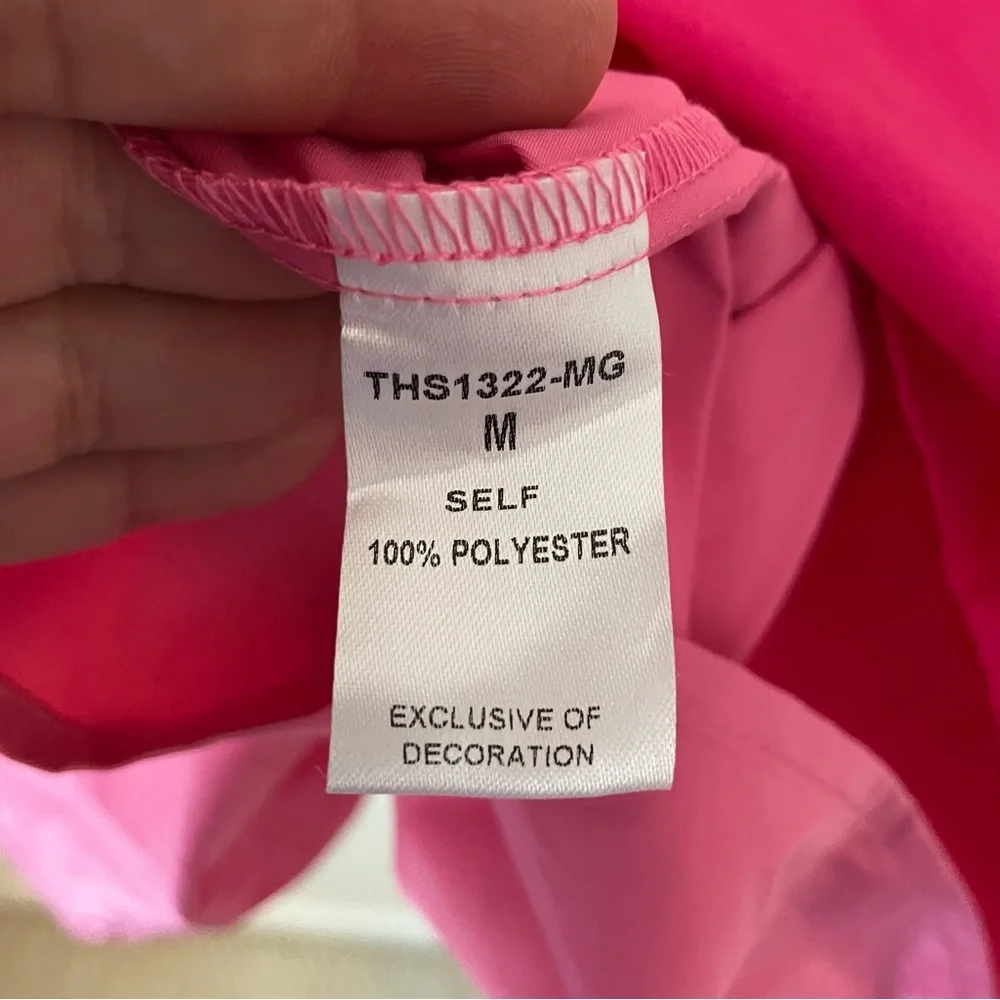 THS1322-MG
M
SELF
100% POLYESTER
EXCLUSIVE OF
DECORATION